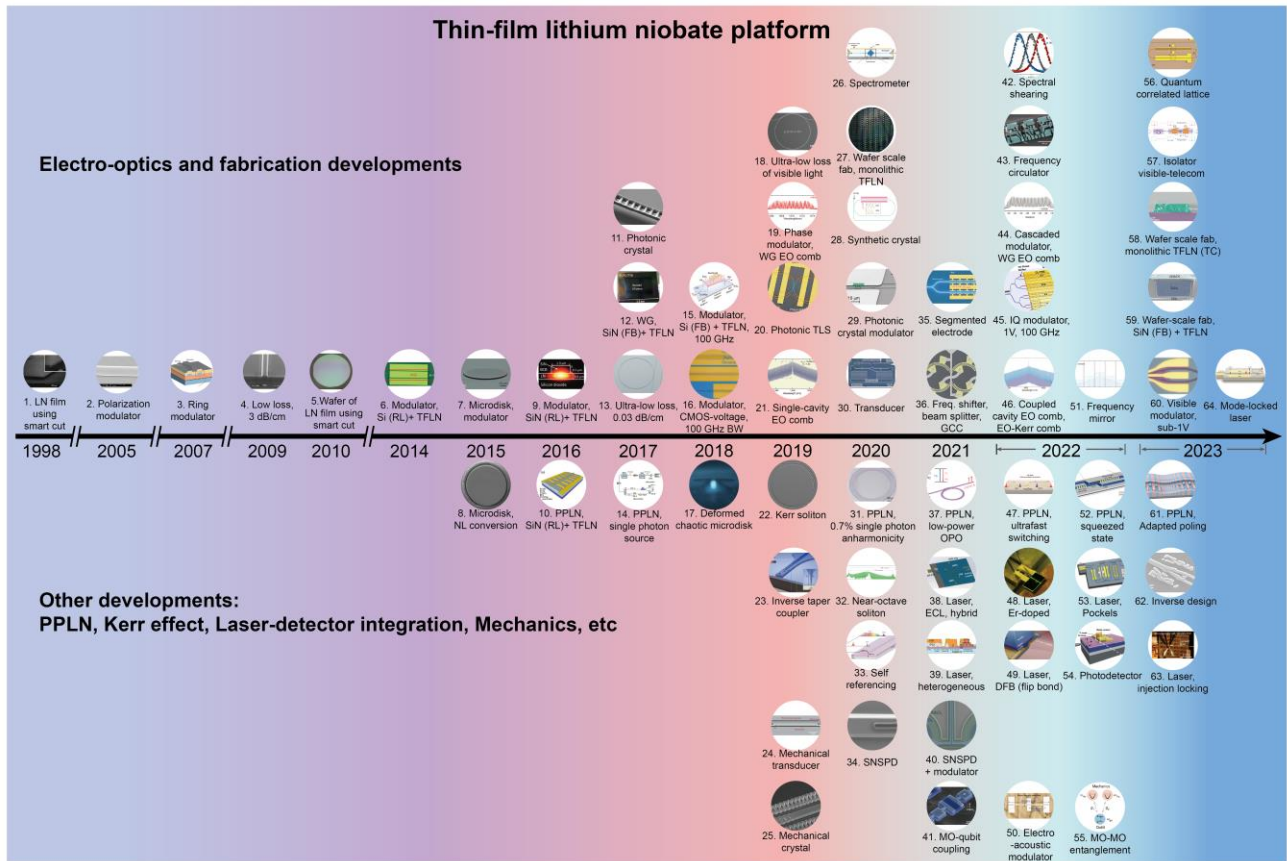 Thin-film lithium niobate platform
26. Spectrometer
42. Spectral
shearing
56. Quantum
correlated lattice
Electro-optics and fabrication developments
18. Ultra-low loss
of visible light
27. Wafer scale
fab, monolithic
TFLN
43. Frequency
circulator
57. Isolator
visible-telecom
11. Photonic
crystal
19. Phase
modulator,
WG EO comb
28. Synthetic crystal
44. Cascaded
modulator,
WG EO comb
58. Wafer scale fab,
monolithic TFLN (TC)
12. WG,
SiN (FB)+ TFLN
15. Modulator,
Si (FB) + TFLN,
100 GHz
20. Photonic TLS
29. Photonic
crystal modulator
35. Segmented
electrode
45. IQ modulator,
1V, 100 GHz
59. Wafer-scale fab,
SiN (FB) + TFLN
1. LN film
using
smart cut
2. Polarization
modulator
3. Ring
modulator
4. Low loss,
3 dB/cm
5.Wafer of
LN film using
smart cut
6. Modulator,
Si (RL)+ TFLN
7. Microdisk,
modulator
9. Modulator,
SiN (RL)+ TFLN
13. Ultra-low loss,
0.03 dB/cm
16. Modulator,
CMOS-voltage,
100 GHz BW
21. Single-cavity
EO comb
30. Transducer
36. Freq. shifter,
beam splitter,
GCC
46. Coupled
cavity EO comb,
EO-Kerr comb
51. Frequency
mirror
60. Visible modulator,
sub-1V
64. Mode-locked
laser
1998
2005
2007
2009
2010
2014
2015
2016
2017
2018
2019
2020
2021
2022
2023
8. Microdisk,
NL conversion
10. PPLN,
SiN (RL)+ TFLN
14. PPLN,
single photon
source
17. Deformed
chaotic microdisk
22. Kerr soliton
31. PPLN,
0.7% single photon
anharmonicity
37. PPLN,
low-power
OPO
47. PPLN,
ultrafast
switching
52. PPLN,
squeezed
state
61. PPLN,
Adapted poling
Other developments:
PPLN, Kerr effect, Laser-detector integration, Mechanics, etc
23. Inverse taper
coupler
32. Near-octave
soliton
38. Laser,
ECL, hybrid
48. Laser,
Er-doped
53. Laser,
Pockels
62. Inverse design
33. Self
referencing
39. Laser,
heterogeneous
49. Laser,
DFB (flip bond)
54. Photodetector
63. Laser,
injection locking
24. Mechanical
transducer
34. SNSPD
40. SNSPD
+ modulator
25. Mechanical
crystal
41. MO-qubit
coupling
50. Electro
-acoustic
modulator
55. MO-MO
entanglement